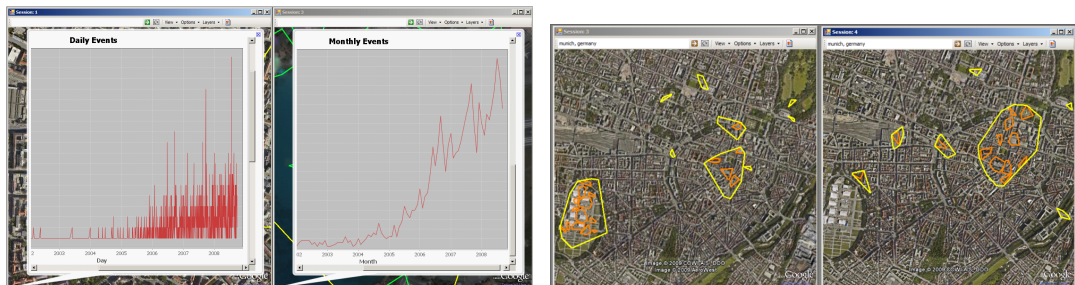 Session: 1
View Options Layers
Daily Events
2 2003 2004 2005 2006 2007 2008
Day
Google
View Options Layers
Monthly Events
02 2003 2004 2005 2006 2007 2008
Month
Google
Session: 3
munich, germany
View Options Layers
Google
Session: 4
munich, germany
View Options Layers
Google